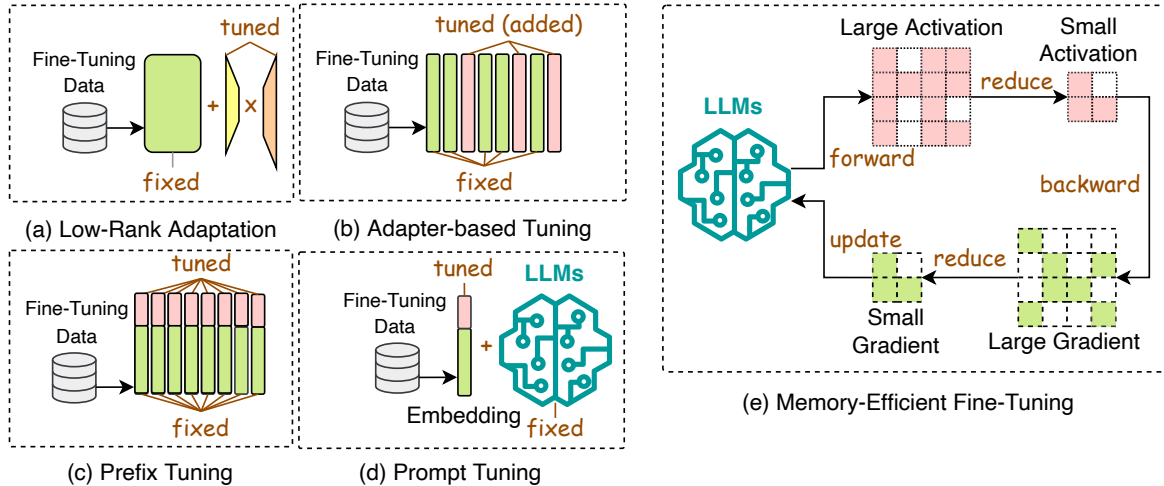 tuned
Fine-Tuning
Data
+
x
fixed
(a) Low-Rank Adaptation
tuned (added)
Fine-Tuning
Data
fixed
(b) Adapter-based Tuning
tuned
Fine-Tuning
Data
fixed
(c) Prefix Tuning
tuned
LLMs
Fine-Tuning
Data
+
Embedding
fixed
(d) Prompt Tuning
Large Activation
Small
Activation
reduce
LLMs
forward
backward
update
reduce
Small
Gradient
Large Gradient
(e) Memory-Efficient Fine-Tuning